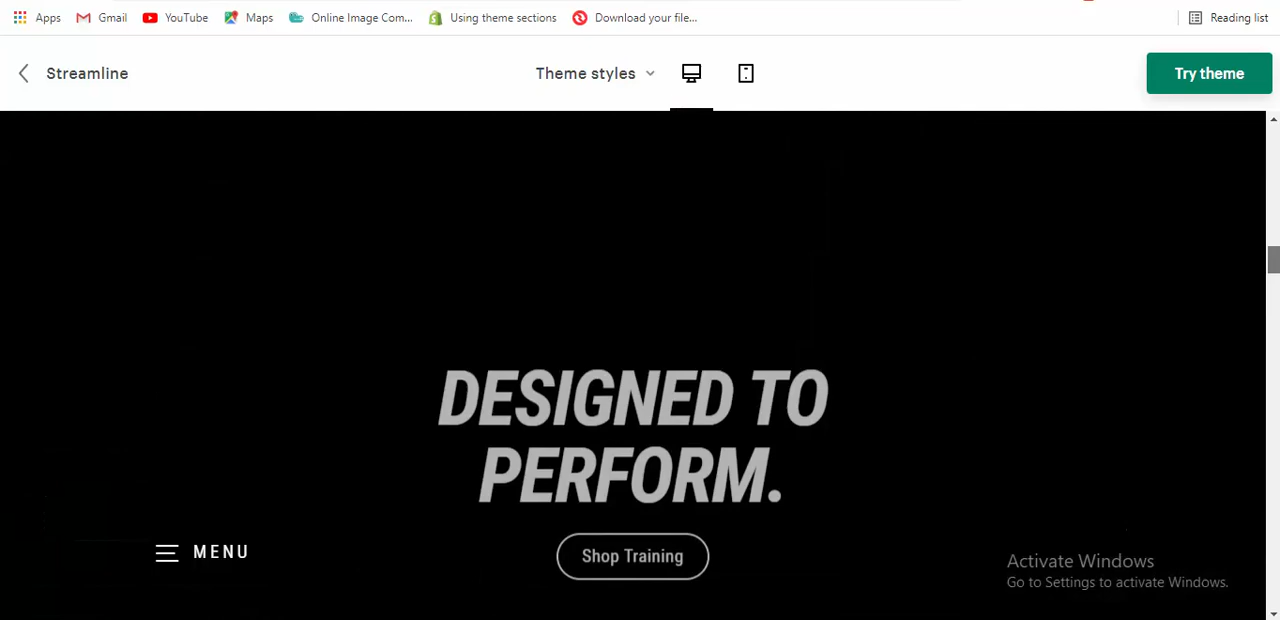 Apps Gmail YouTube Maps Online Image Com... Using theme sections Download your file... Reading list
Streamline Theme styles Try theme
DESIGNED TO
PERFORM.
MENU Shop Training
Activate Windows
Go to Settings to activate Windows.